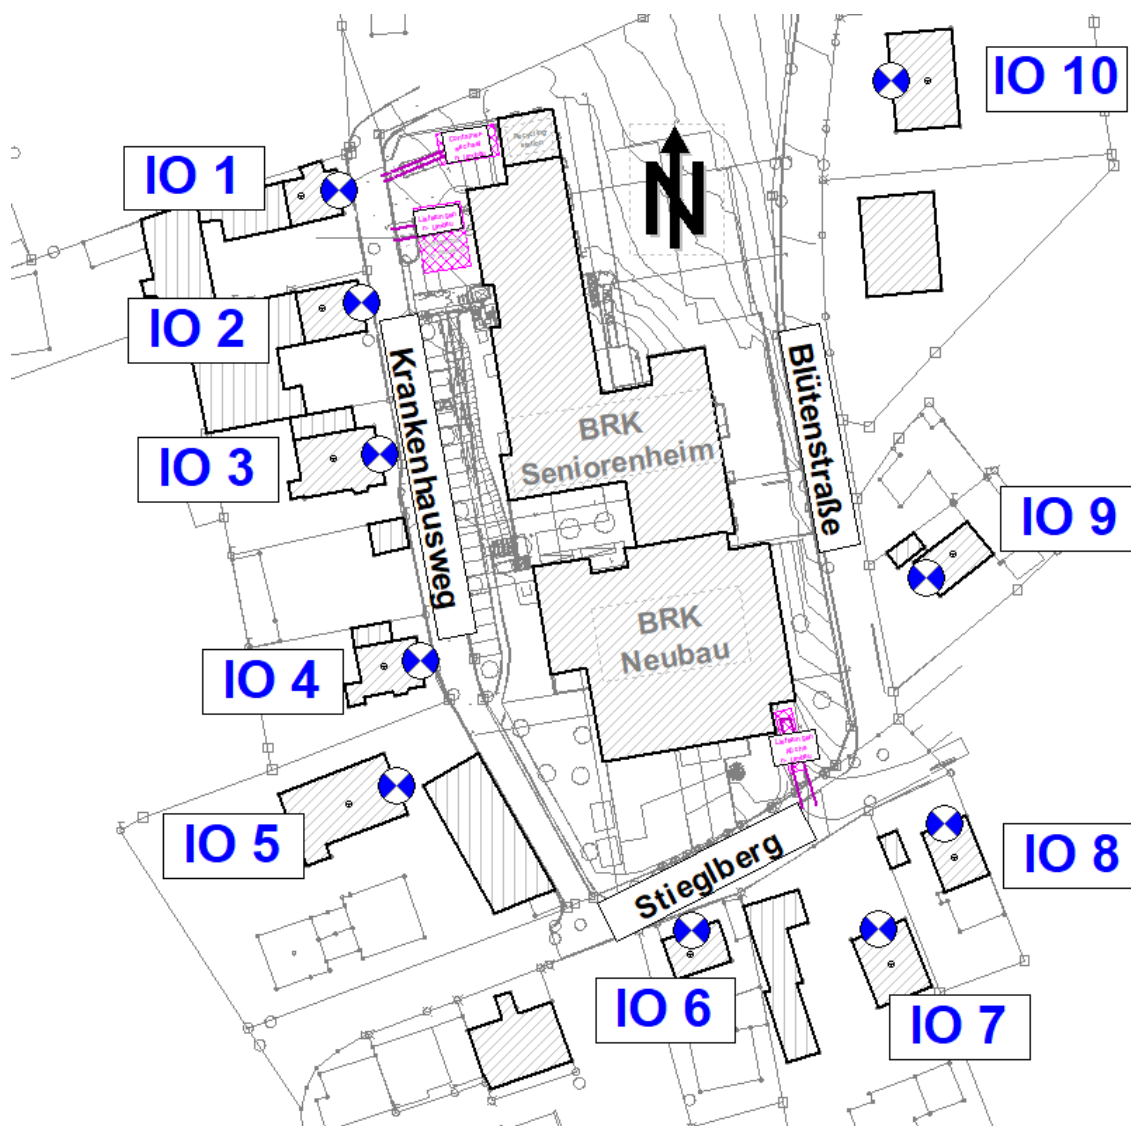 IO 10
Container
IO 1
N
IO 2
Krankenhausweg
Blütenstraße
BRK
Seniorenheim
IO 3
IO 9
BRK
Neubau
IO 4
IO 5
IO 8
Stieglberg
IO 6
IO 7